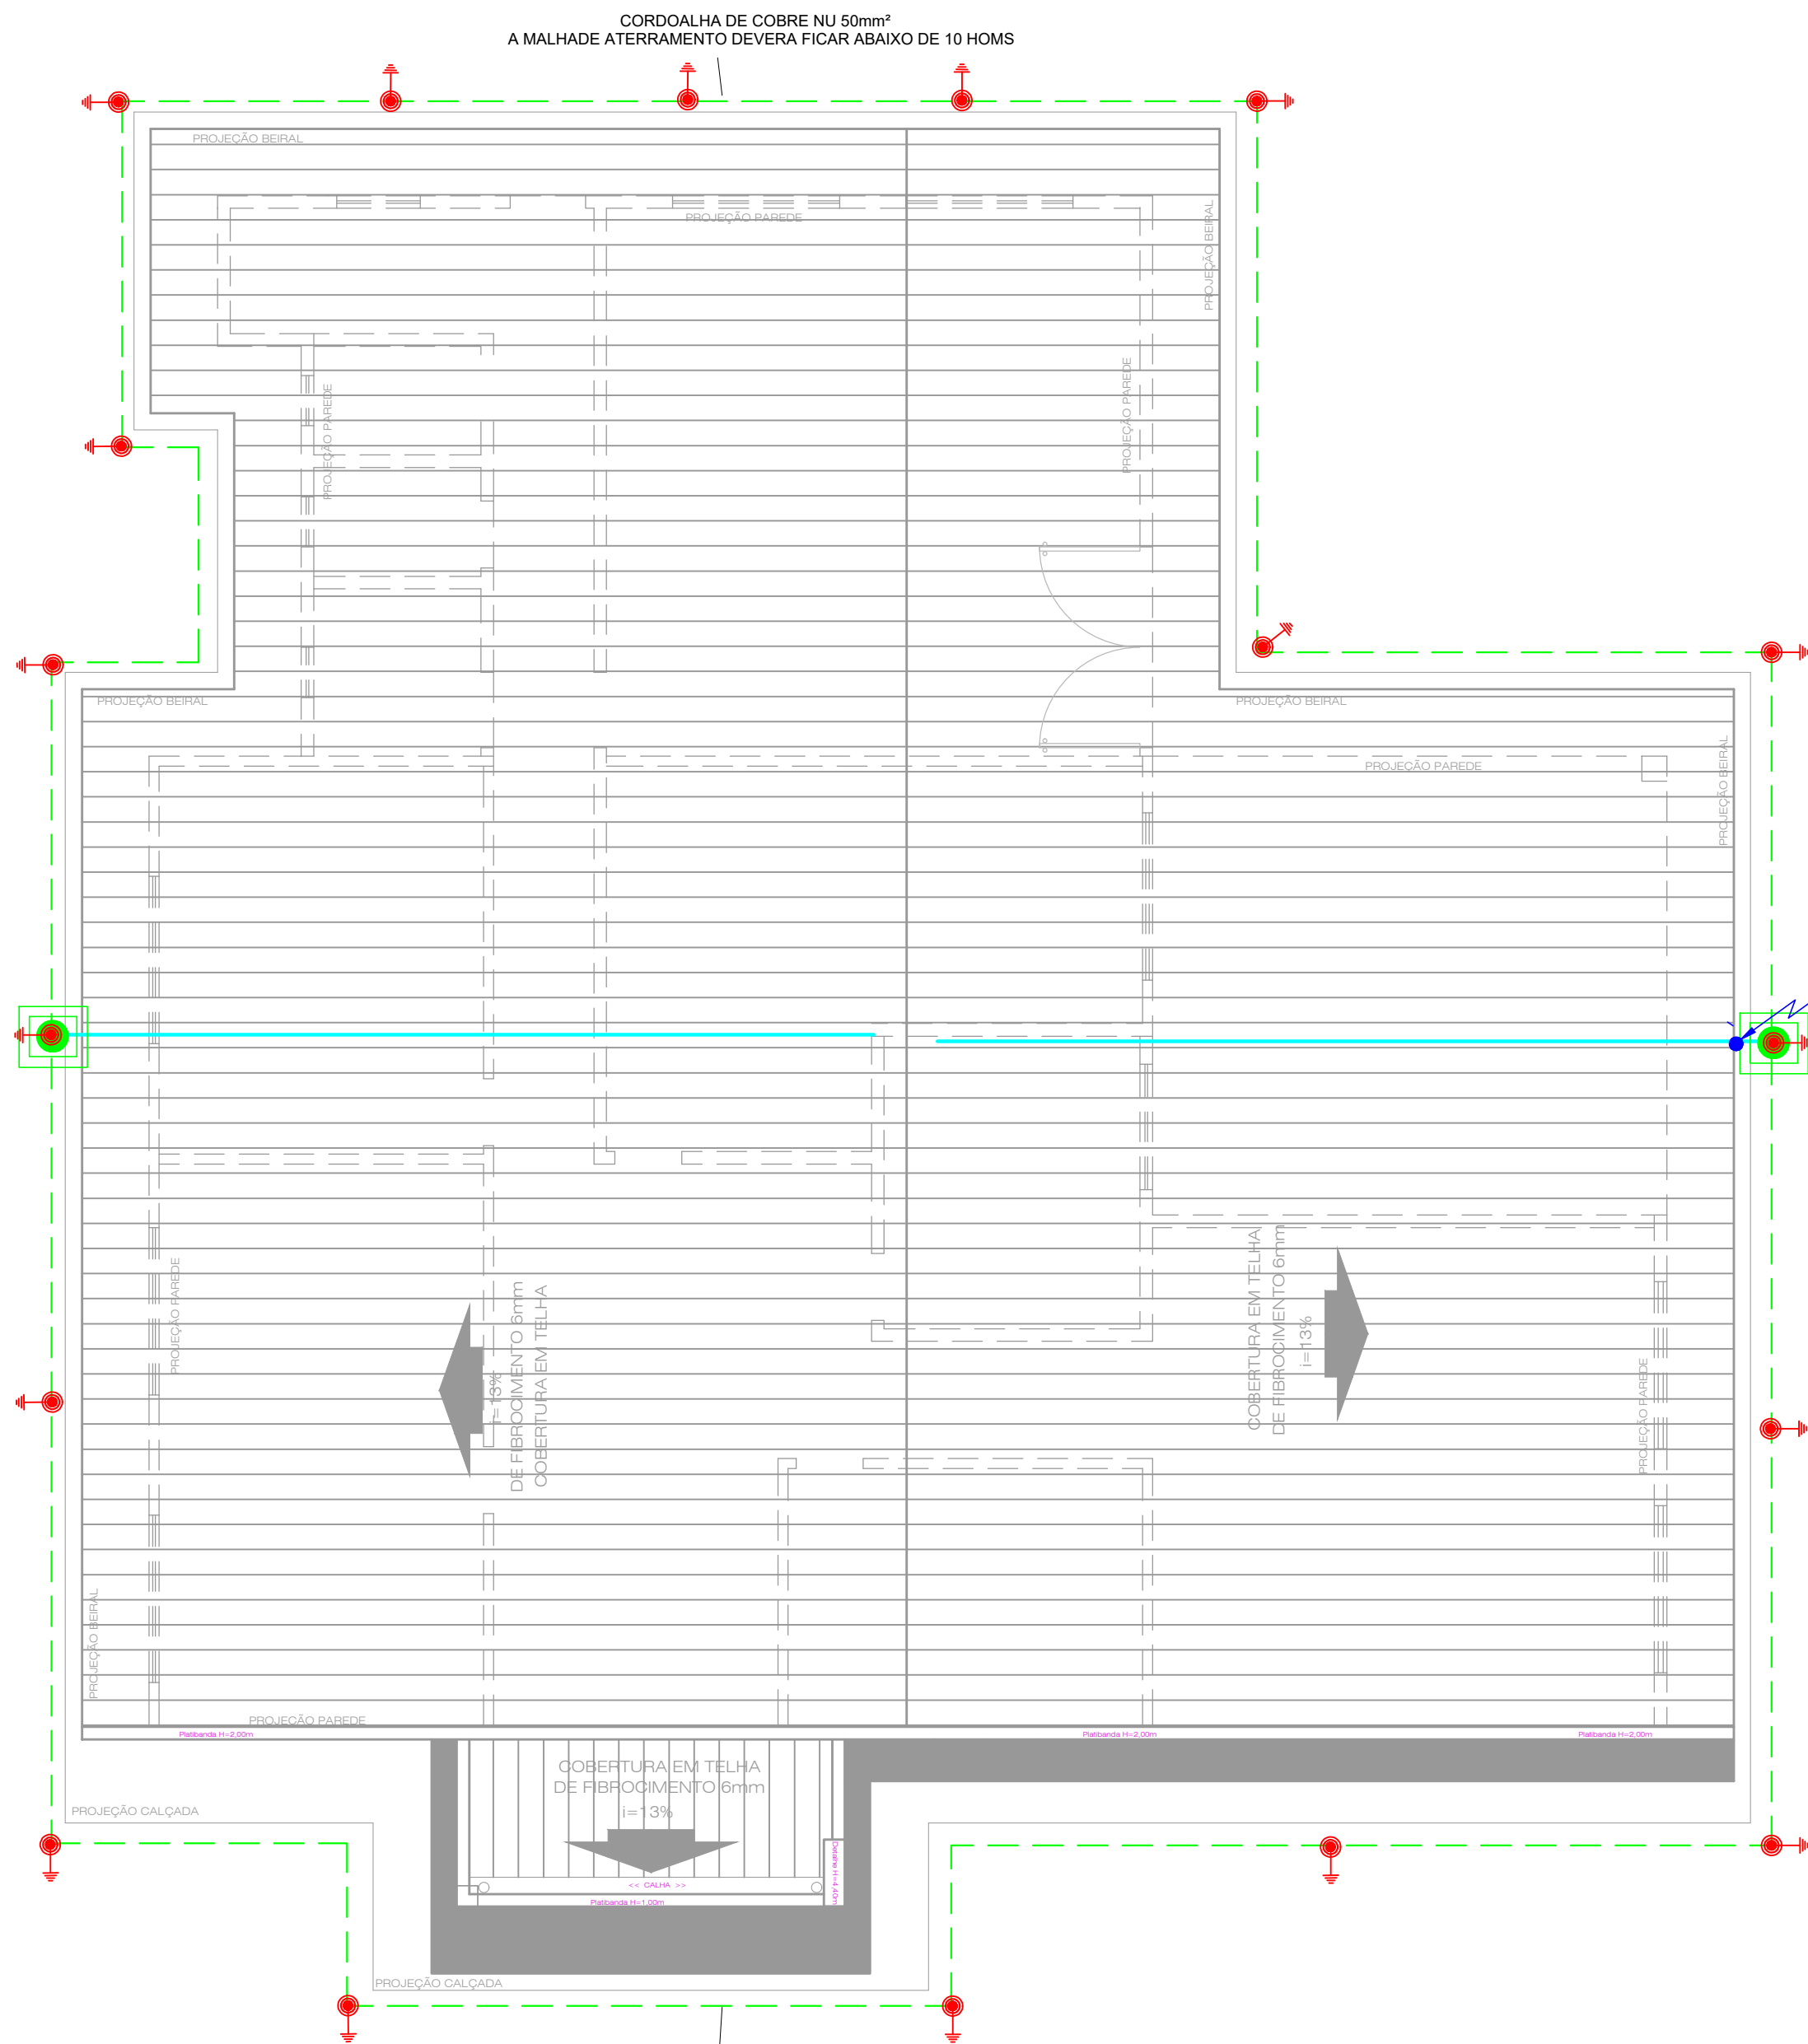 CORDOALHA DE COBRE NU 50mm²
A MALHADE ATERRAMENTO DEVERA FICAR ABAIXO DE 10 HOMS
PROJEÇÃO BEIRAL
PROJEÇÃO PAREDE
PROJEÇÃO BEIRAL
PROJEÇÃO PAREDE
PROJEÇÃO PAREDE
PROJEÇÃO BEIRAL
PROJEÇÃO BEIRAL
PROJEÇÃO PAREDE
PROJEÇÃO BEIRAL
PROJEÇÃO PAREDE
i=13%
DE FIBROCIMENTO 6mm
COBERTURA EM TELHA
COBERTURA EM TELHA
DE FIBROCIMENTO 6mm
i=13%
PROJEÇÃO PAREDE
PROJEÇÃO BEIRAL
PROJEÇÃO PAREDE
Platibanda H=2,00m
Platibanda H=2,00m
Platibanda H=2,00m
COBERTURA EM TELHA
DE FIBROCIMENTO 6mm
i=13%
PROJEÇÃO CALÇADA
Detalhe H=4,40m
<< CALHA >>
Platibanda H=1,00m
PROJEÇÃO CALÇADA